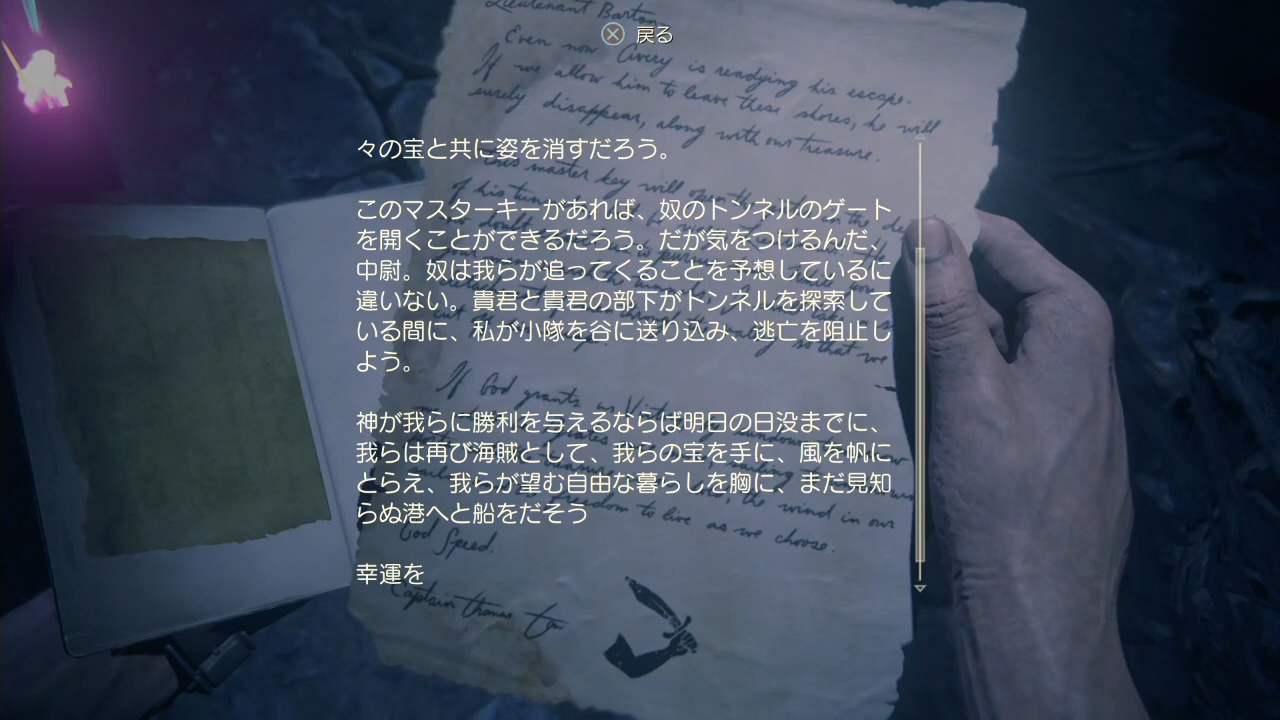 Lieutenant Barton
戻る
Even now Avery is readying his escape.
If we allow him to leave these shores, he will
surely disappear, along with our treasure.
々の宝と共に姿を消すだろう。
master key will open the
このマスターキーがあれば、奴のトンネルのゲート
を開くことができるだろう。だが気をつけるんだ、
中尉。奴は我らが追ってくることを予想しているに
違いない。貴君と貴君の部下がトンネルを探索して
いる間に、私が小隊を谷に送り込み、逃亡を阻止し
so that we
よう。
If God grants us Victory
神が我らに勝利を与えるならば明日の日没までに、
我らは再び海賊として、我らの宝を手に、風を帆に
とらえ、我らが望む自由な暮らしを胸に、まだ見知
the wind in our
らぬ港へと船をだそう
freedom to live as we choose.
God Speed.
幸運を
Captain Thomas Tew